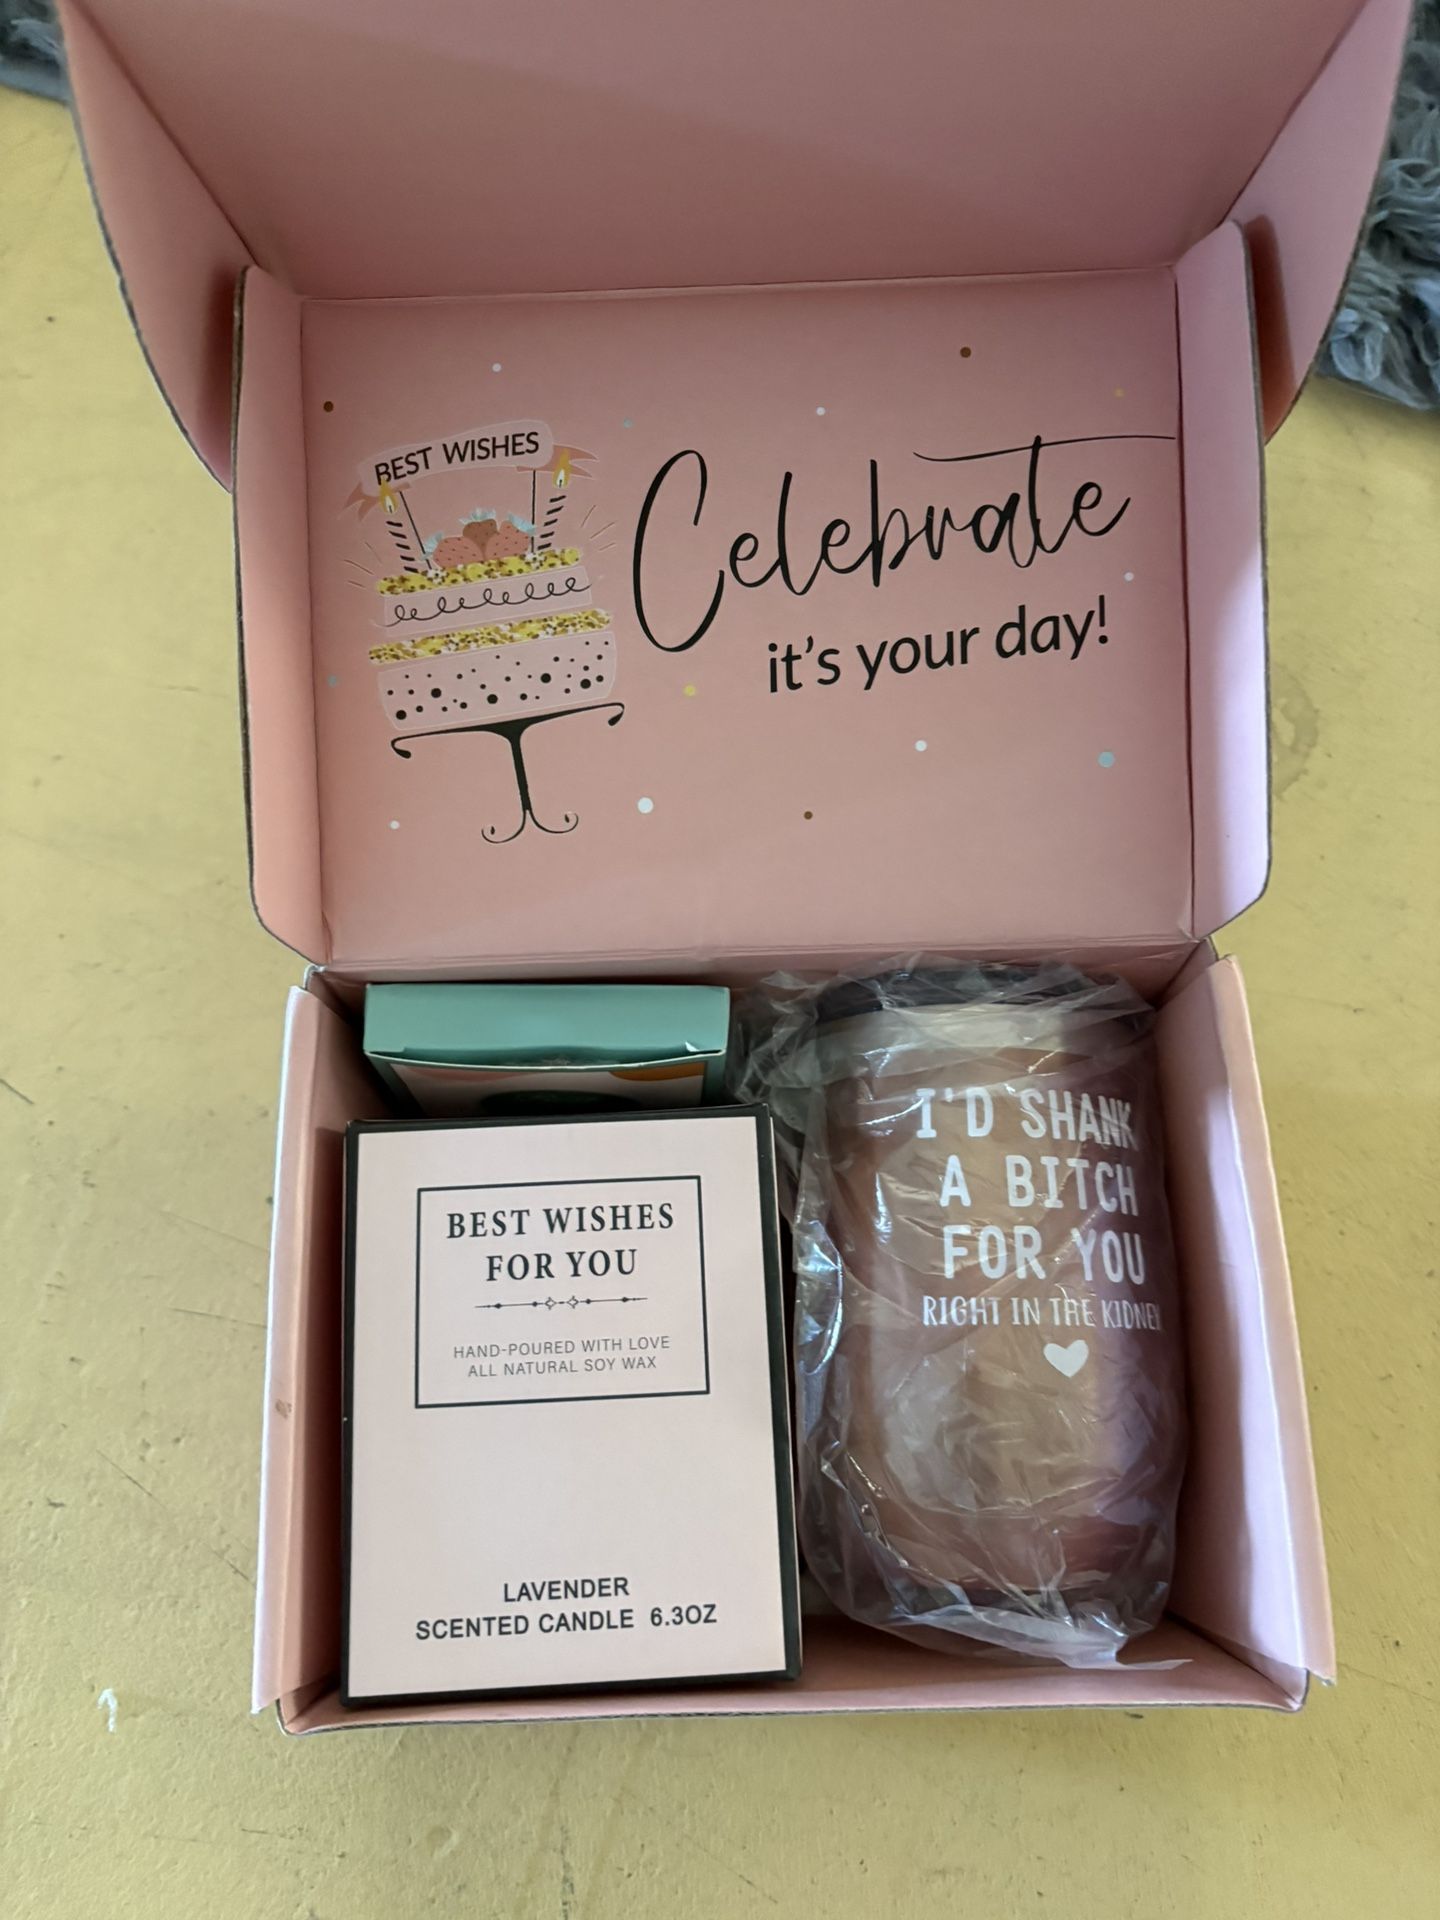 BEST WISHES
Celebrate
it's your day!
BEST WISHES
FOR YOU
HAND-POURED WITH LOVE
ALL NATURAL SOY WAX
LAVENDER
SCENTED CANDLE 6.3OZ
I'D SHANK
A BITCH
FOR YOU
RIGHT IN THE KIDNEY